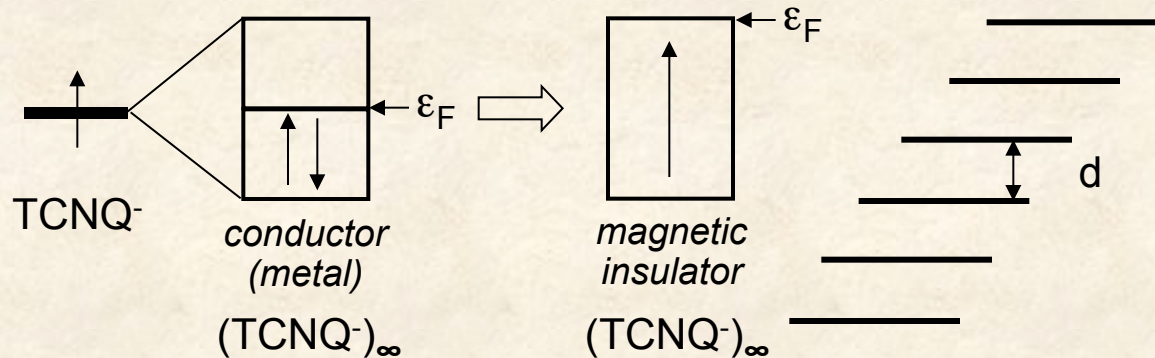 ε_F
ε_F
TCNQ⁻
d
conductor
(metal)
magnetic
insulator
(TCNQ⁻)∞
(TCNQ⁻)∞